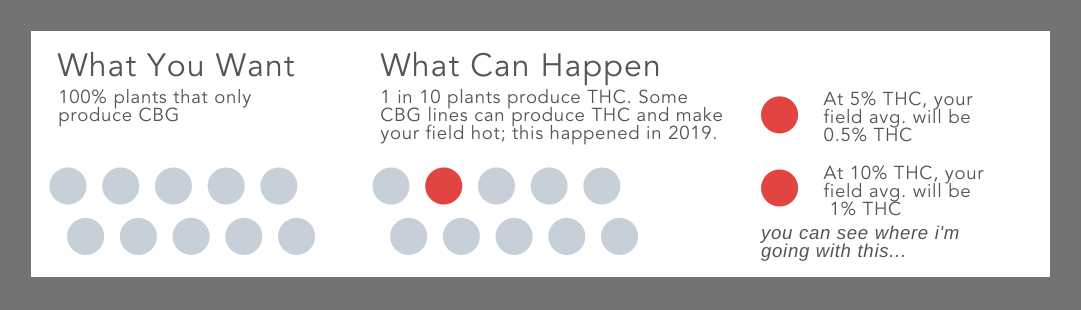 What You Want
100% plants that only
produce CBG
What Can Happen
1 in 10 plants produce THC. Some
CBG lines can produce THC and make
your field hot; this happened in 2019.
At 5% THC, your
field avg. will be
0.5% THC
At 10% THC, your
field avg. will be
1% THC
you can see where i'm
going with this...